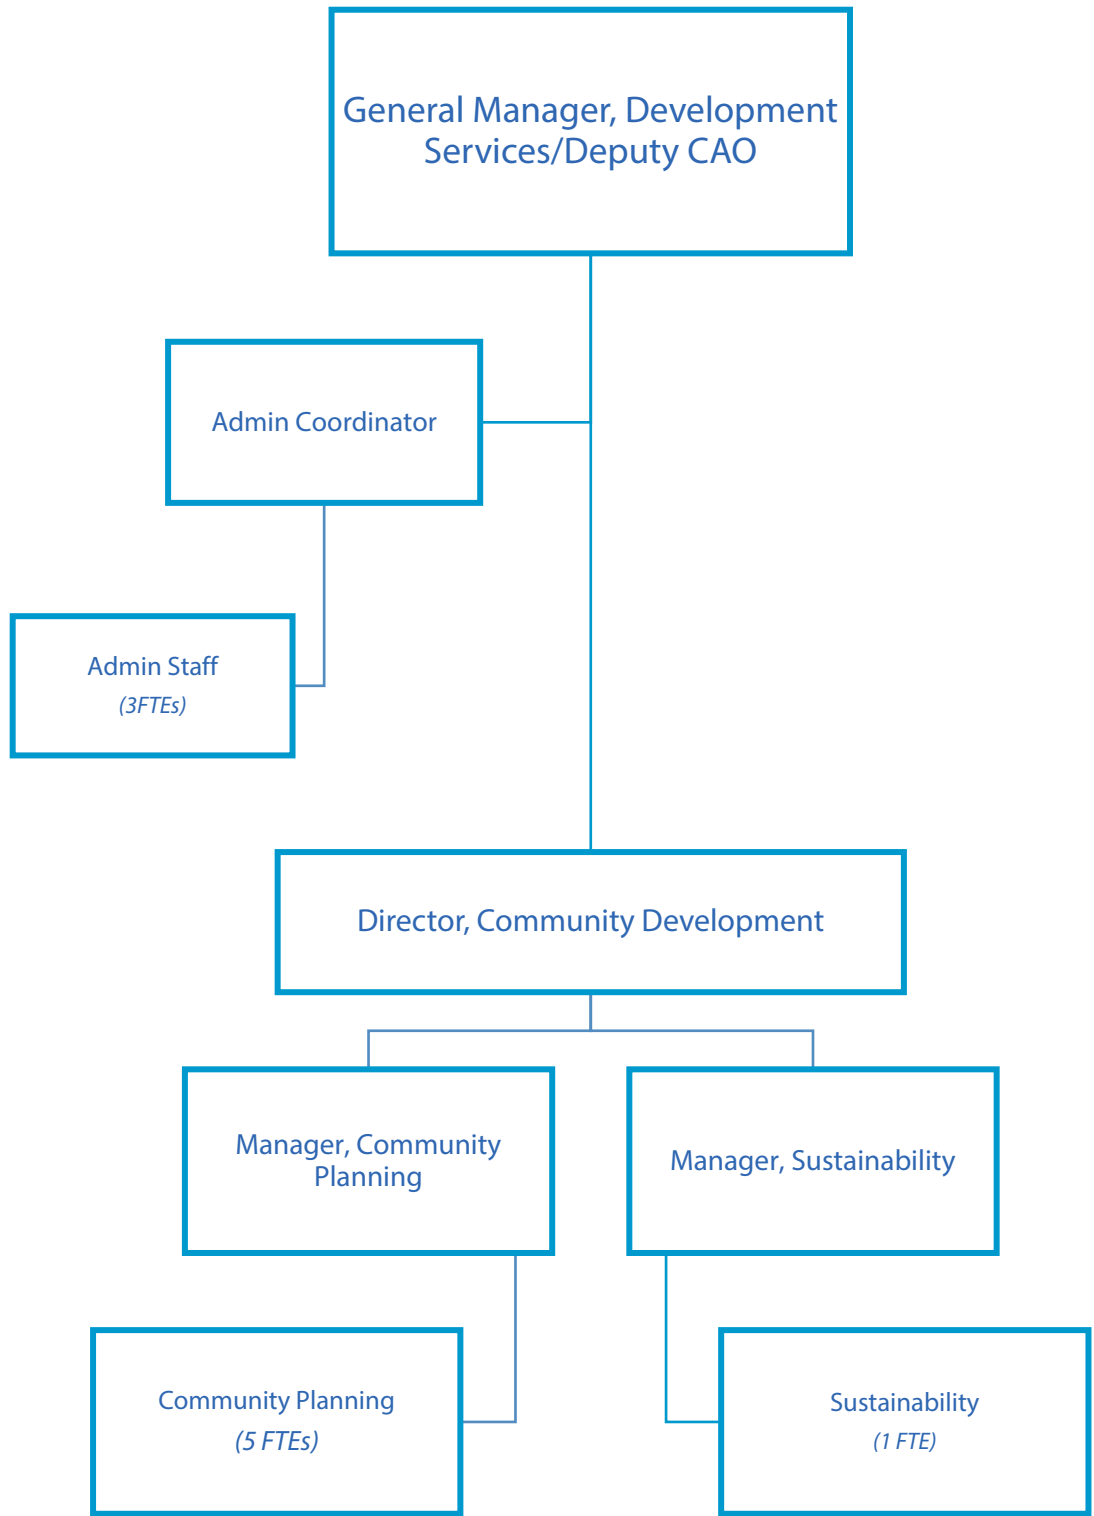 General Manager, Development
Services/Deputy CAO
Admin Coordinator
Admin Staff
(3FTEs)
Director, Community Development
Manager, Community
Planning
Manager, Sustainability
Community Planning
(5 FTEs)
Sustainability
(1 FTE)